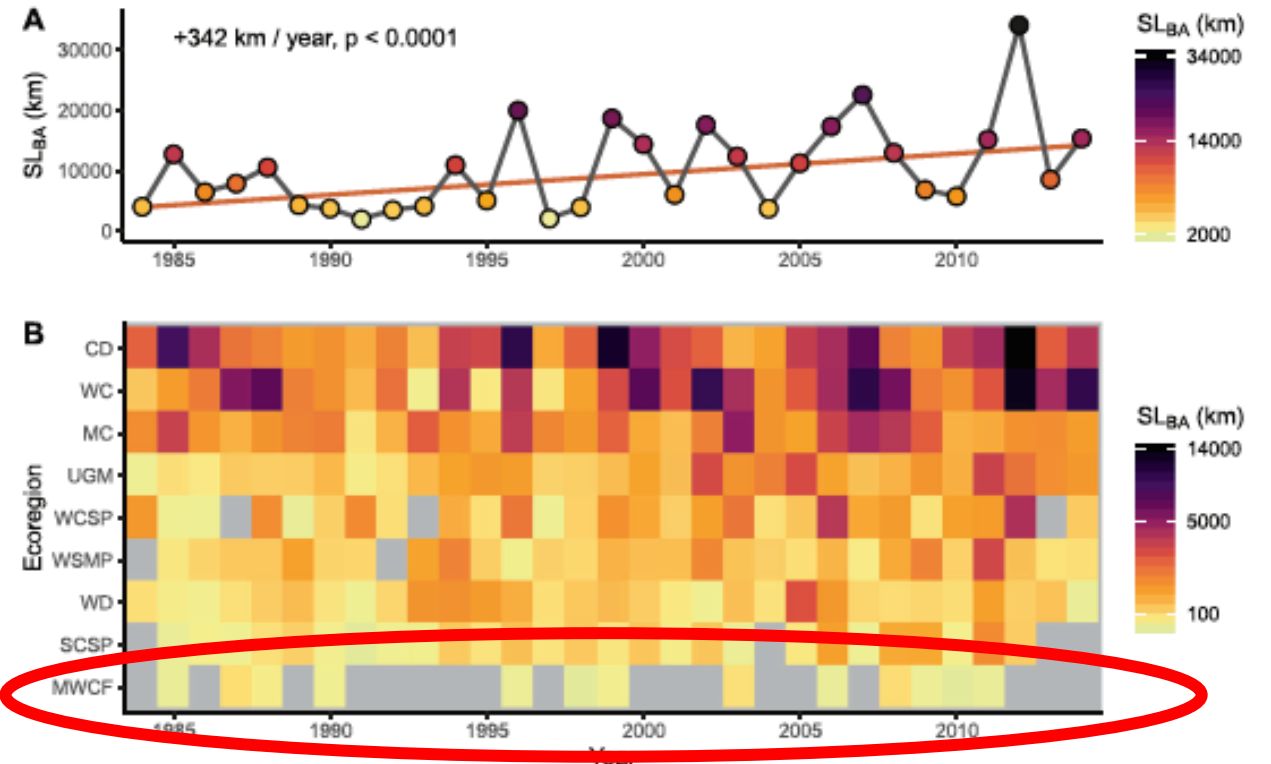 A
+342 km / year, p < 0.0001
SLBA (km)
30000
20000
10000
0
1985 1990 1995 2000 2005 2010
SLBA (km)
34000
14000
2000
B
Ecoregion
CD
WC
MC
UGM
WCSP
WSMP
WD
SCSP
MWCF
1985 1990 1995 2000 2005 2010
SLBA (km)
14000
5000
100